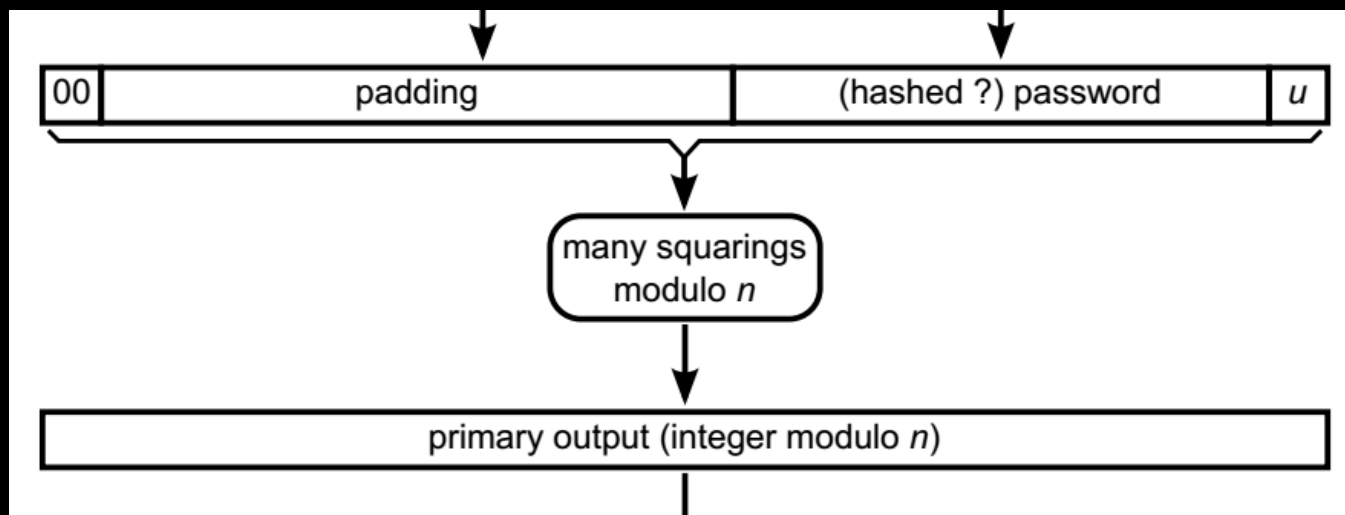 00 padding (hashed ?) password u
many squarings
modulo n
primary output (integer modulo n)